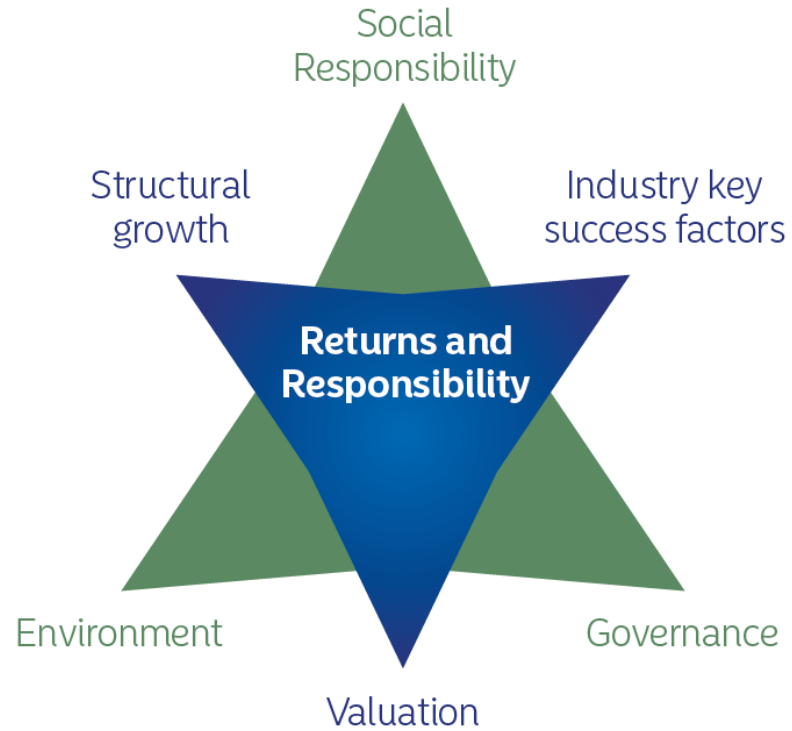 Social
Responsibility
Structural
growth
Industry key
success factors
Returns and
Responsibility
Environment
Governance
Valuation